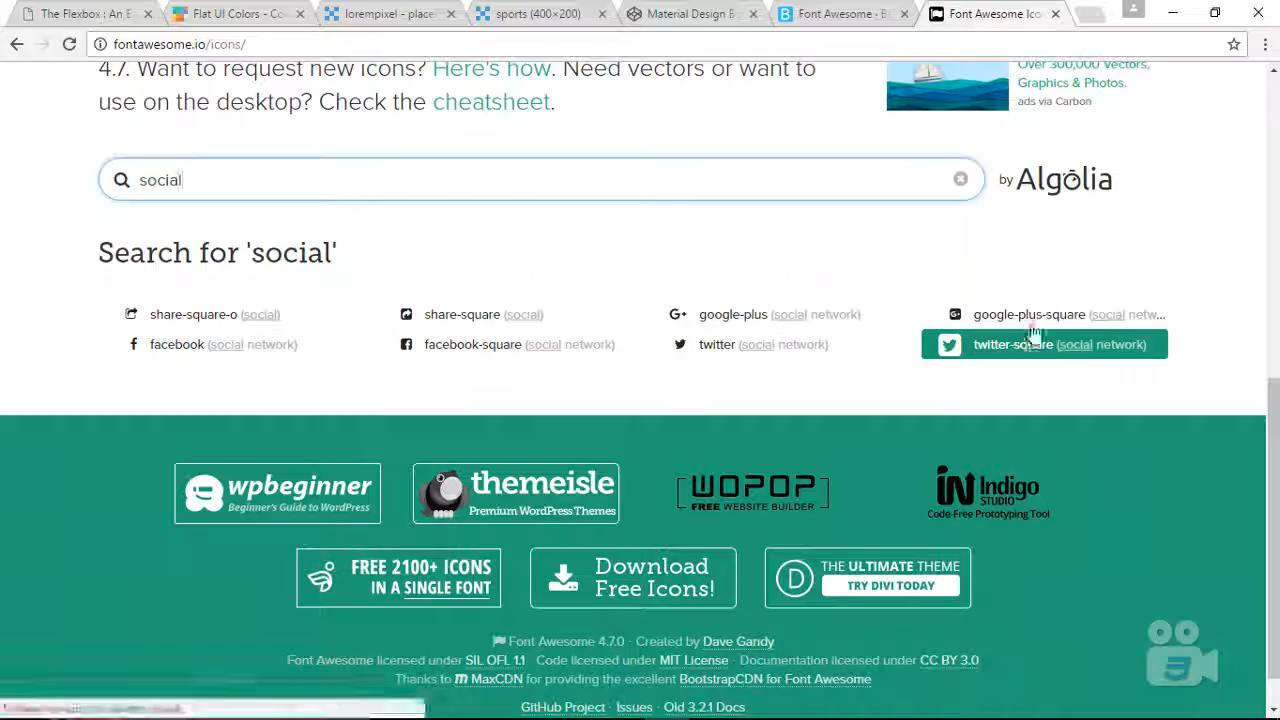 The Flexbox : An E
Flat UI Colors - Co
lorempixel - place
sports (400×200)
Material Design B
Font Awesome · B
Font Awesome Ico
fontawesome.io/icons/
4.7. Want to request new icons? Here's how. Need vectors or want to
use on the desktop? Check the cheatsheet.
Over 300,000 Vectors,
Graphics & Photos.
ads via Carbon
social
by Algolia
Search for 'social'
share-square-o (social)
share-square (social)
google-plus (social network)
google-plus-square (social netw...
facebook (social network)
facebook-square (social network)
twitter (social network)
twitter-square (social network)
wpbeginner
Beginner's Guide to WordPress
themeisle
Premium WordPress Themes
WOPOP
FREE WEBSITE BUILDER
Indigo
STUDIO
Code-Free Prototyping Tool
FREE 2100+ ICONS
IN A SINGLE FONT
Download
Free Icons!
THE ULTIMATE THEME
TRY DIVI TODAY
Font Awesome 4.7.0 · Created by Dave Gandy
Font Awesome licensed under SIL OFL 1.1 · Code licensed under MIT License · Documentation licensed under CC BY 3.0
Thanks to MaxCDN for providing the excellent BootstrapCDN for Font Awesome
GitHub Project · Issues · Old 3.2.1 Docs